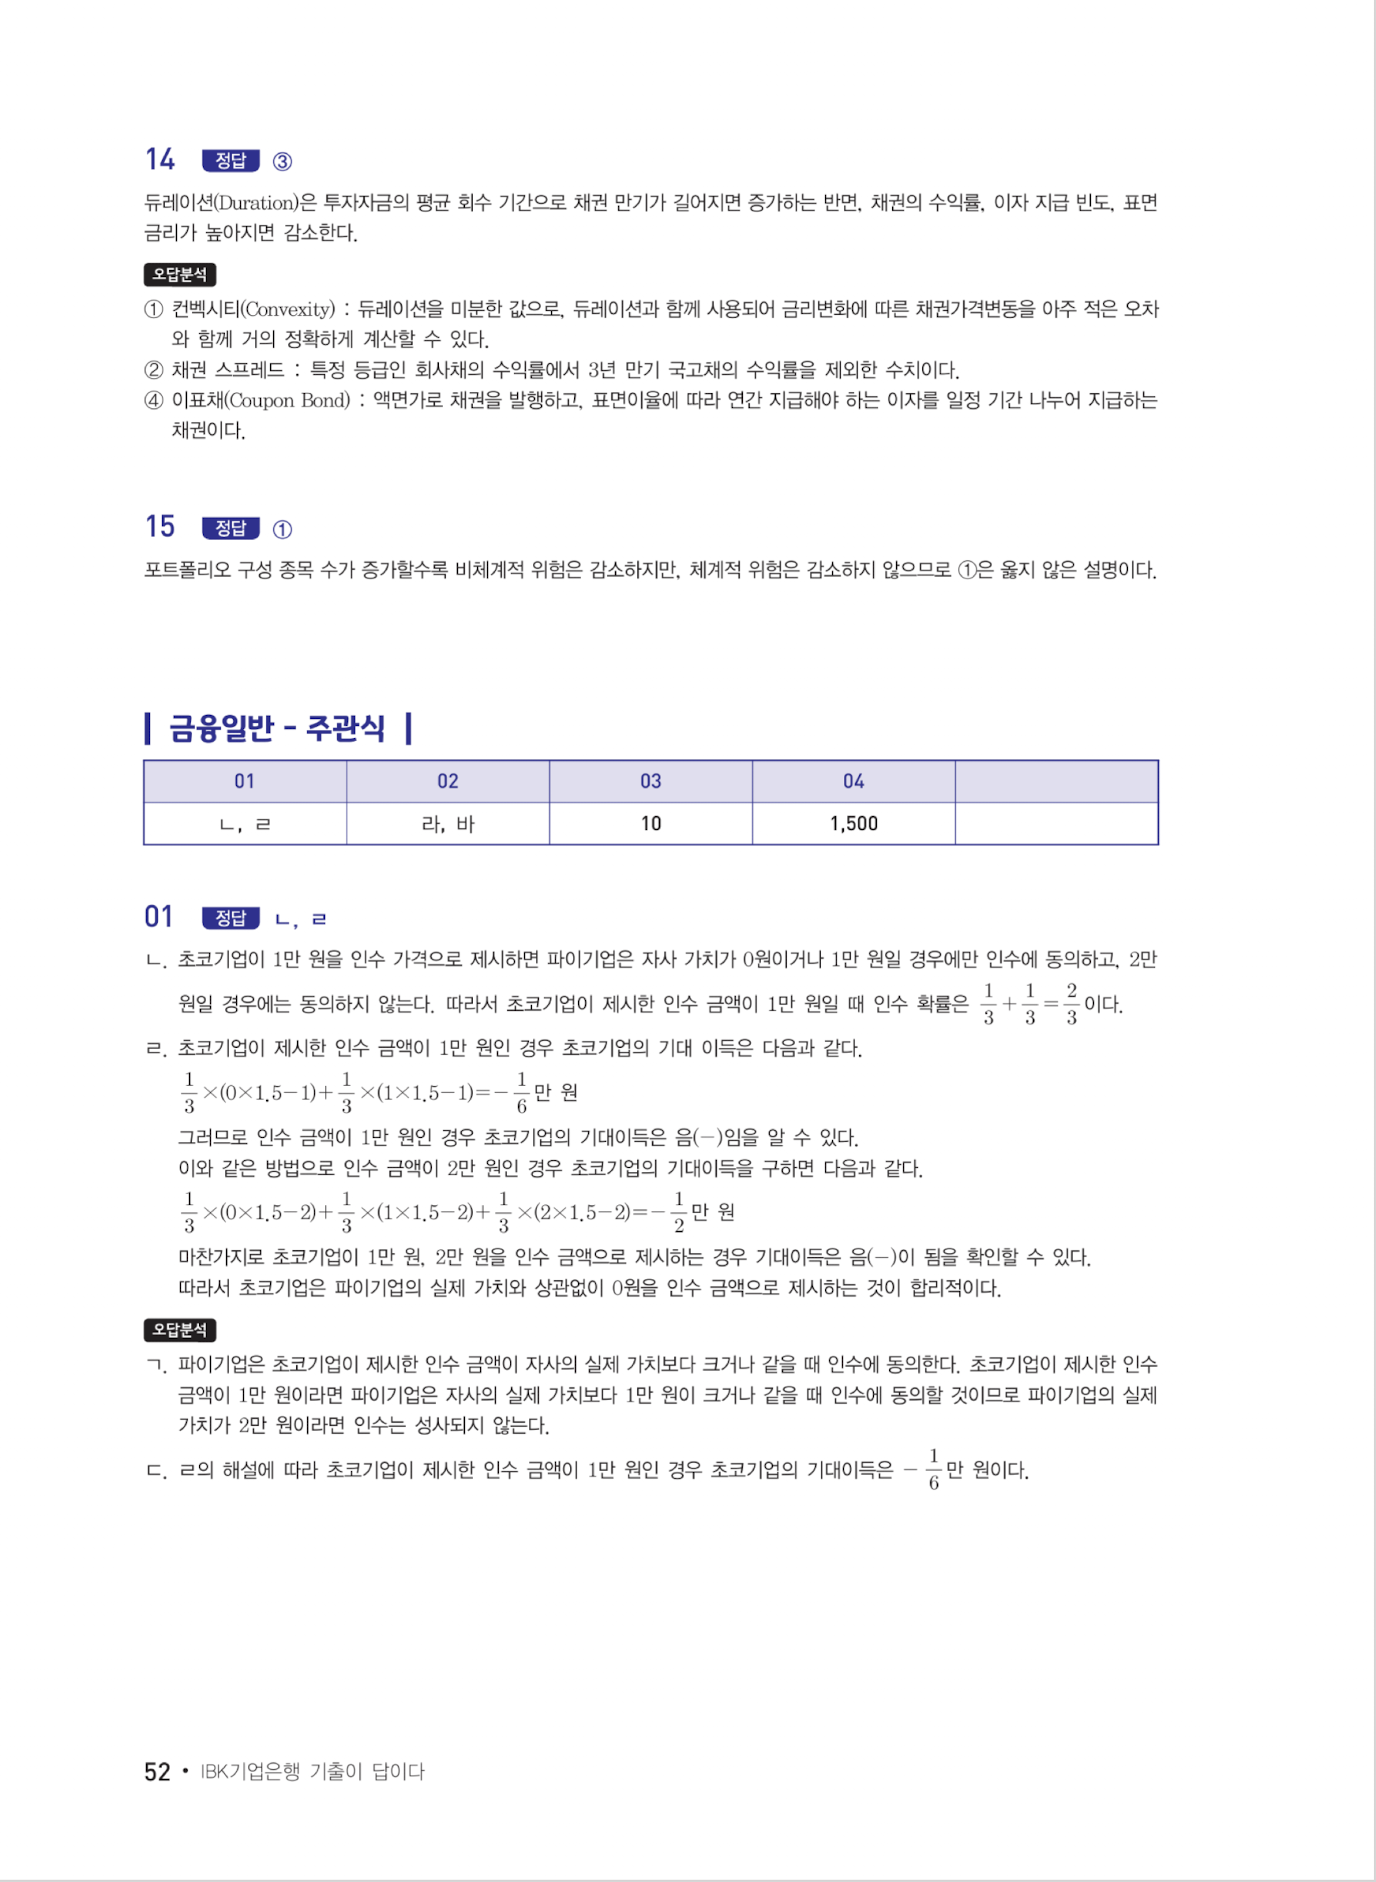 14 정답 ③
듀레이션(Duration)은 투자자금의 평균 회수 기간으로 채권 만기가 길어지면 증가하는 반면, 채권의 수익률, 이자 지급 빈도, 표면
금리가 높아지면 감소한다.
오답분석
① 컨벡시티(Convexity) : 듀레이션을 미분한 값으로, 듀레이션과 함께 사용되어 금리변화에 따른 채권가격변동을 아주 적은 오차
와 함께 거의 정확하게 계산할 수 있다.
② 채권 스프레드 : 특정 등급인 회사채의 수익률에서 3년 만기 국고채의 수익률을 제외한 수치이다.
④ 이표채(Coupon Bond) : 액면가로 채권을 발행하고, 표면이율에 따라 연간 지급해야 하는 이자를 일정 기간 나누어 지급하는
채권이다.
15 정답 ①
포트폴리오 구성 종목 수가 증가할수록 비체계적 위험은 감소하지만, 체계적 위험은 감소하지 않으므로 ①은 옳지 않은 설명이다.
금융일반 - 주관식
01 02 03 04
ㄴ, ㄹ 라, 바 10 1,500
01 정답 ㄴ, ㄹ
ㄴ. 초코기업이 1만 원을 인수 가격으로 제시하면 파이기업은 자사 가치가 0원이거나 1만 원일 경우에만 인수에 동의하고, 2만
원일 경우에는 동의하지 않는다. 따라서 초코기업이 제시한 인수 금액이 1만 원일 때 인수 확률은 1/3+1/3=2/3이다.
ㄹ. 초코기업이 제시한 인수 금액이 1만 원인 경우 초코기업의 기대 이득은 다음과 같다.
1/3×(0×1.5−1)+1/3×(1×1.5−1)=−1/6만 원
그러므로 인수 금액이 1만 원인 경우 초코기업의 기대이득은 음(−)임을 알 수 있다.
이와 같은 방법으로 인수 금액이 2만 원인 경우 초코기업의 기대이득을 구하면 다음과 같다.
1/3×(0×1.5−2)+1/3×(1×1.5−2)+1/3×(2×1.5−2)=−1/2만 원
마찬가지로 초코기업이 1만 원, 2만 원을 인수 금액으로 제시하는 경우 기대이득은 음(−)이 됨을 확인할 수 있다.
따라서 초코기업은 파이기업의 실제 가치와 상관없이 0원을 인수 금액으로 제시하는 것이 합리적이다.
오답분석
ㄱ. 파이기업은 초코기업이 제시한 인수 금액이 자사의 실제 가치보다 크거나 같을 때 인수에 동의한다. 초코기업이 제시한 인수
금액이 1만 원이라면 파이기업은 자사의 실제 가치보다 1만 원이 크거나 같을 때 인수에 동의할 것이므로 파이기업의 실제
가치가 2만 원이라면 인수는 성사되지 않는다.
ㄷ. ㄹ의 해설에 따라 초코기업이 제시한 인수 금액이 1만 원인 경우 초코기업의 기대이득은 −1/6만 원이다.
52 • IBK기업은행 기출이 답이다